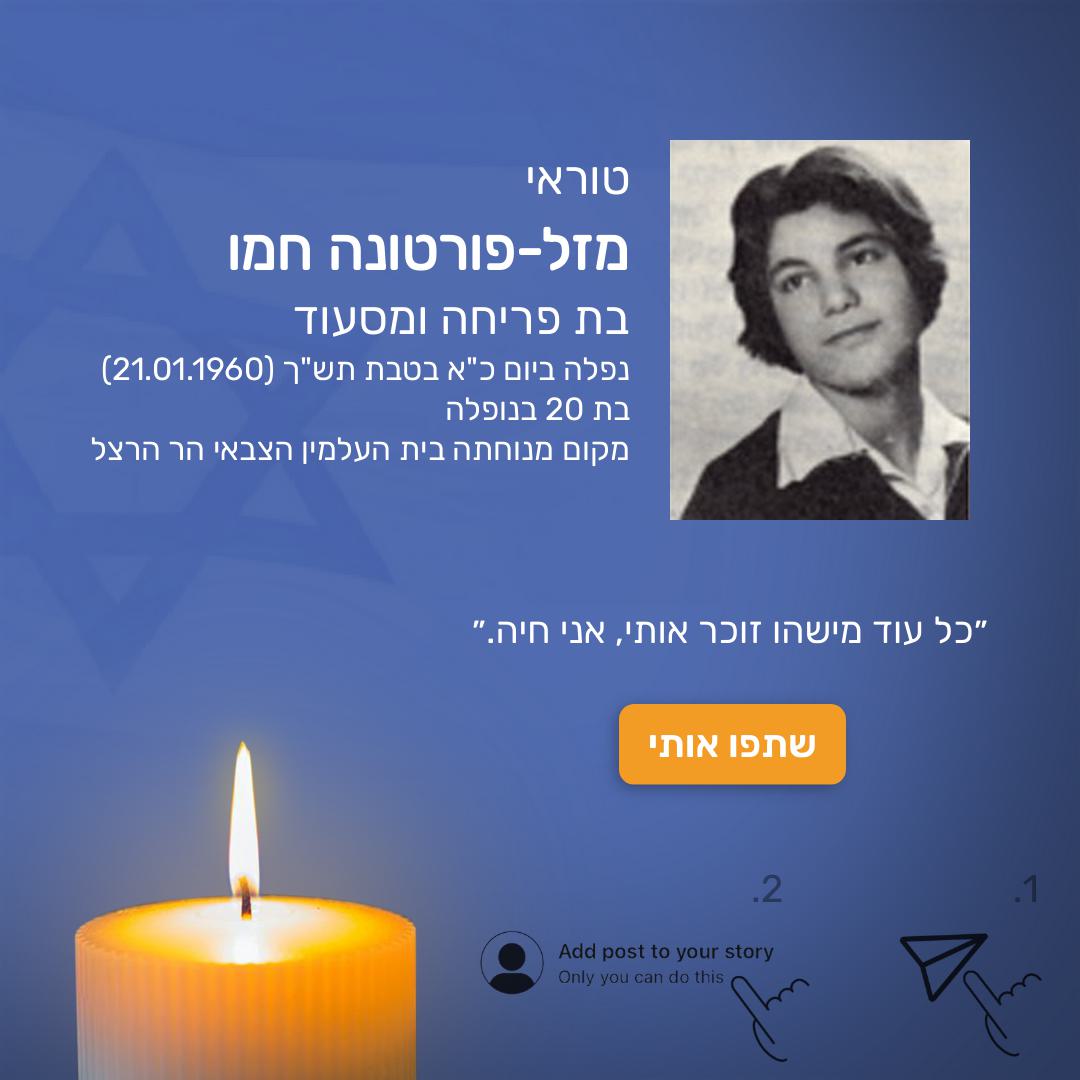 טוראי
מזל-פורטונה חמו
בת פריחה ומסעוד
נפלה ביום כ"א בטבת תש"ך (21.01.1960)
בת 20 בנופלה
מקום מנוחתה בית העלמין הצבאי הר הרצל
״כל עוד מישהו זוכר אותי, אני חיה.״
שתפו אותי
.1
.2
Add post to your story
Only you can do this